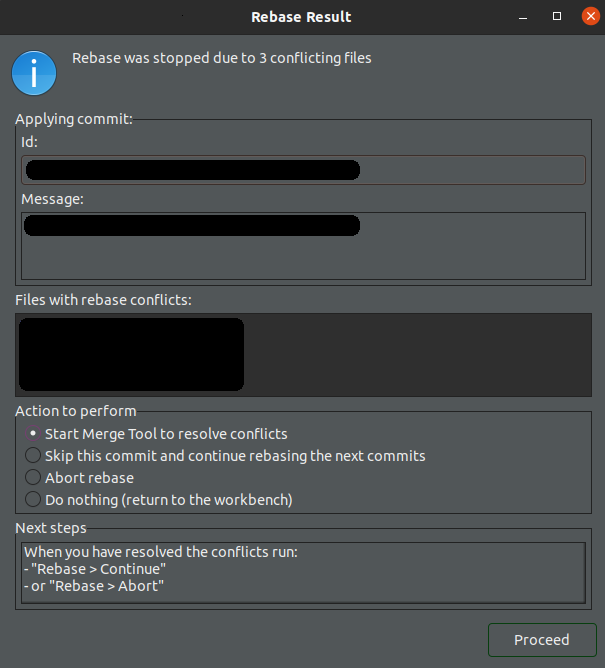 Rebase Result
Rebase was stopped due to 3 conflicting files
Applying commit:
Id:
Message:
Files with rebase conflicts:
Action to perform
Start Merge Tool to resolve conflicts
Skip this commit and continue rebasing the next commits
Abort rebase
Do nothing (return to the workbench)
Next steps
When you have resolved the conflicts run:
- "Rebase > Continue"
- or "Rebase > Abort"
Proceed